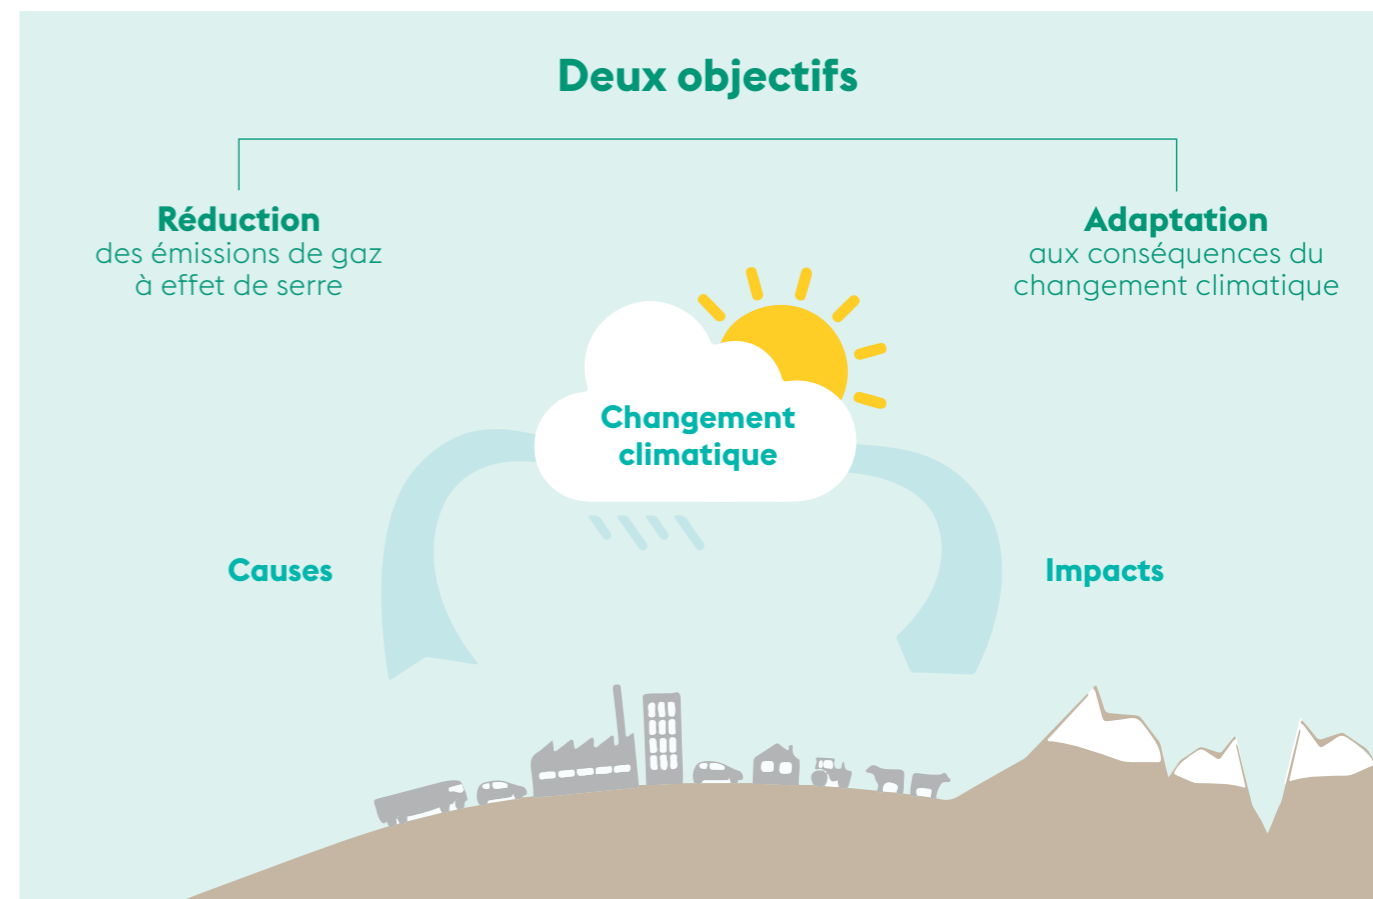 Deux objectifs
Réduction
des émissions de gaz
à effet de serre
Adaptation
aux conséquences du
changement climatique
Changement
climatique
Causes
Impacts